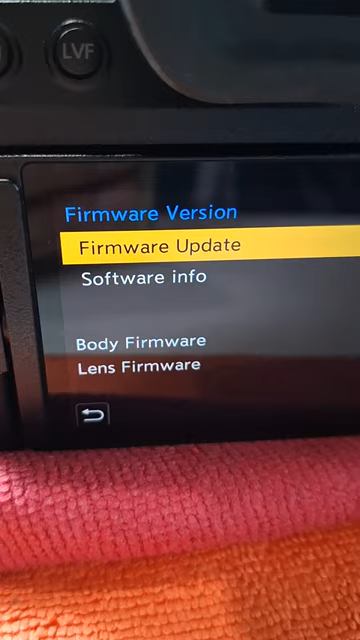 LVF
Firmware Version
Firmware Update
Software info
Body Firmware
Lens Firmware